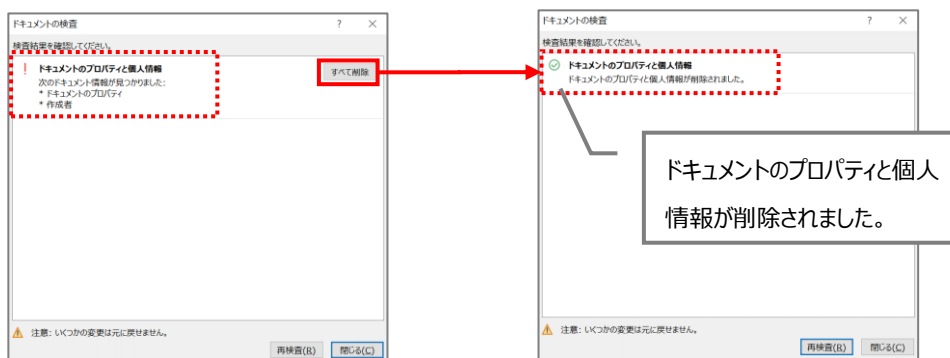 ドキュメントの検査
検査結果を確認してください。
ドキュメントのプロパティと個人情報
すべて削除
次のドキュメント情報が見つかりました:
* ドキュメントのプロパティ
* 作成者
注意: いくつかの変更は元に戻せません。
再検査(R) 閉じる(C)
ドキュメントの検査
検査結果を確認してください。
ドキュメントのプロパティと個人情報
ドキュメントのプロパティと個人情報が削除されました。
ドキュメントのプロパティと個人
情報が削除されました。
注意: いくつかの変更は元に戻せません。
再検査(R) 閉じる(C)